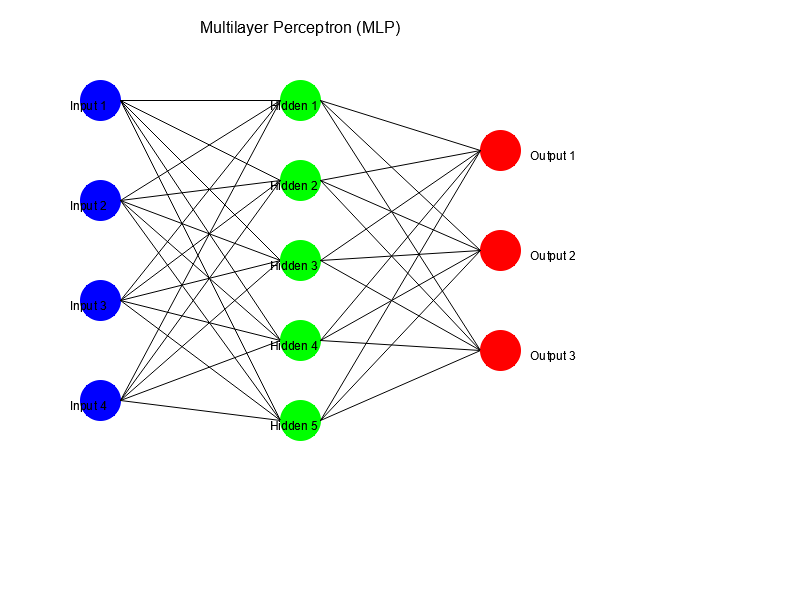 Multilayer Perceptron (MLP)
Input 1
Input 2
Input 3
Input 4
Hidden 1
Hidden 2
Hidden 3
Hidden 4
Hidden 5
Output 1
Output 2
Output 3